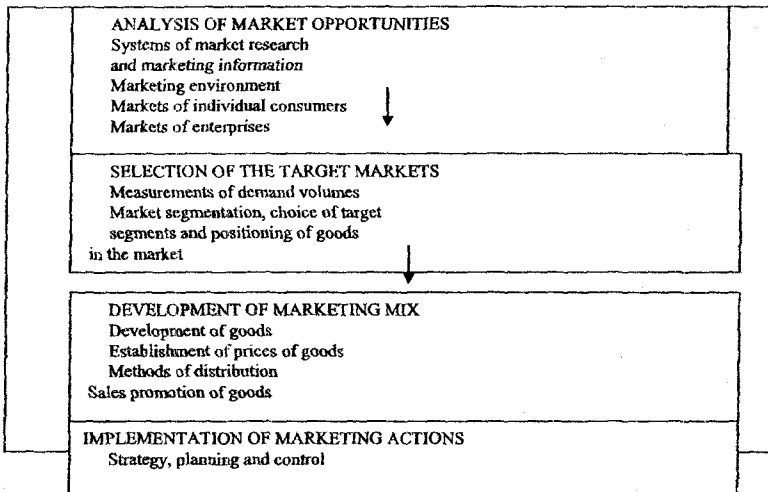 ANALYSIS OF MARKET OPPORTUNITIES
Systems of market research
and marketing information
Marketing environment
Markets of individual consumers
Markets of enterprises
SELECTION OF THE TARGET MARKETS
Measurements of demand volumes
Market segmentation, choice of target
segments and positioning of goods
in the market
DEVELOPMENT OF MARKETING MIX
Development of goods
Establishment of prices of goods
Methods of distribution
Sales promotion of goods
IMPLEMENTATION OF MARKETING ACTIONS
Strategy, planning and control